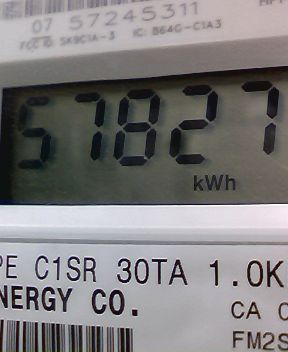 07 57245311
FCC ID: SK9C1A-3 IC: B64G-C1A3
57827
kWh
PE C1SR 30TA 1.0K
NERGY CO. CA
FM2S